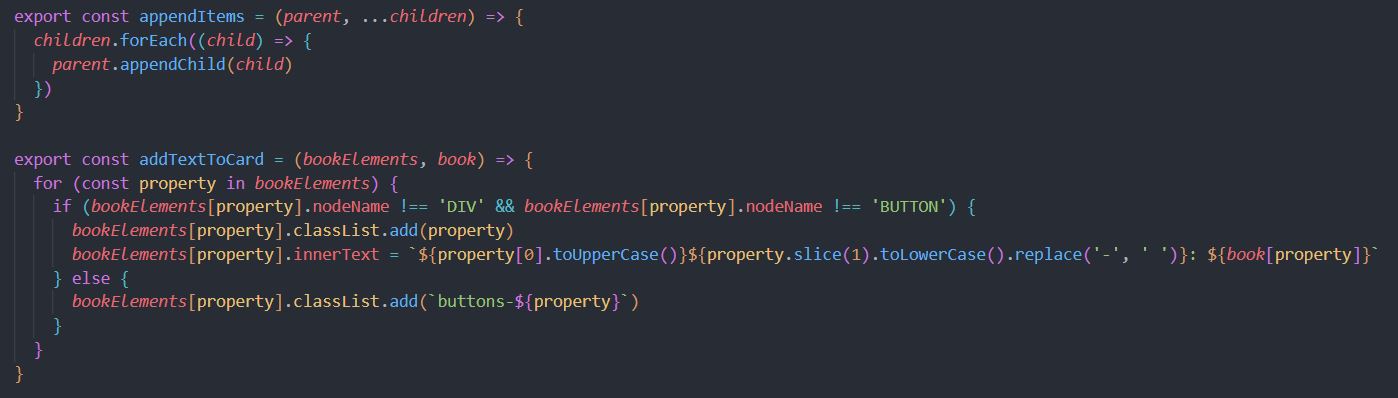 export const appendItems = (parent, ...children) => {
  children.forEach((child) => {
    parent.appendChild(child)
  })
}

export const addTextToCard = (bookElements, book) => {
  for (const property in bookElements) {
    if (bookElements[property].nodeName !== 'DIV' && bookElements[property].nodeName !== 'BUTTON') {
      bookElements[property].classList.add(property)
      bookElements[property].innerText = `${property[0].toUpperCase()}${property.slice(1).toLowerCase().replace('-', ' ')}: ${book[property]}`
    } else {
      bookElements[property].classList.add(`buttons-${property}`)
    }
  }
}